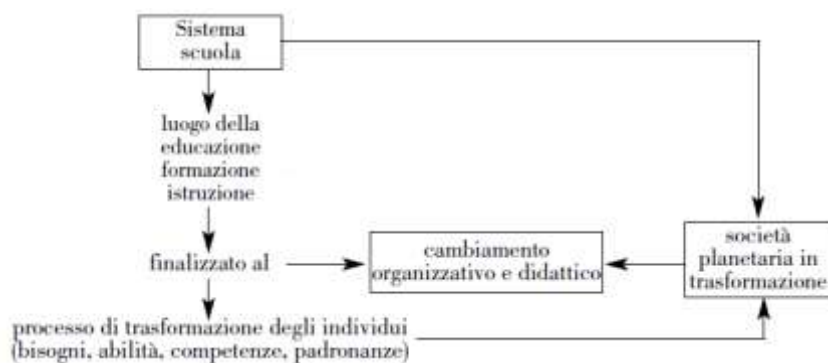 Sistema
scuola
luogo della
educazione
formazione
istruzione
finalizzato al
cambiamento
organizzativo e didattico
società
planetaria in
trasformazione
processo di trasformazione degli individui
(bisogni, abilità, competenze, padronanze)